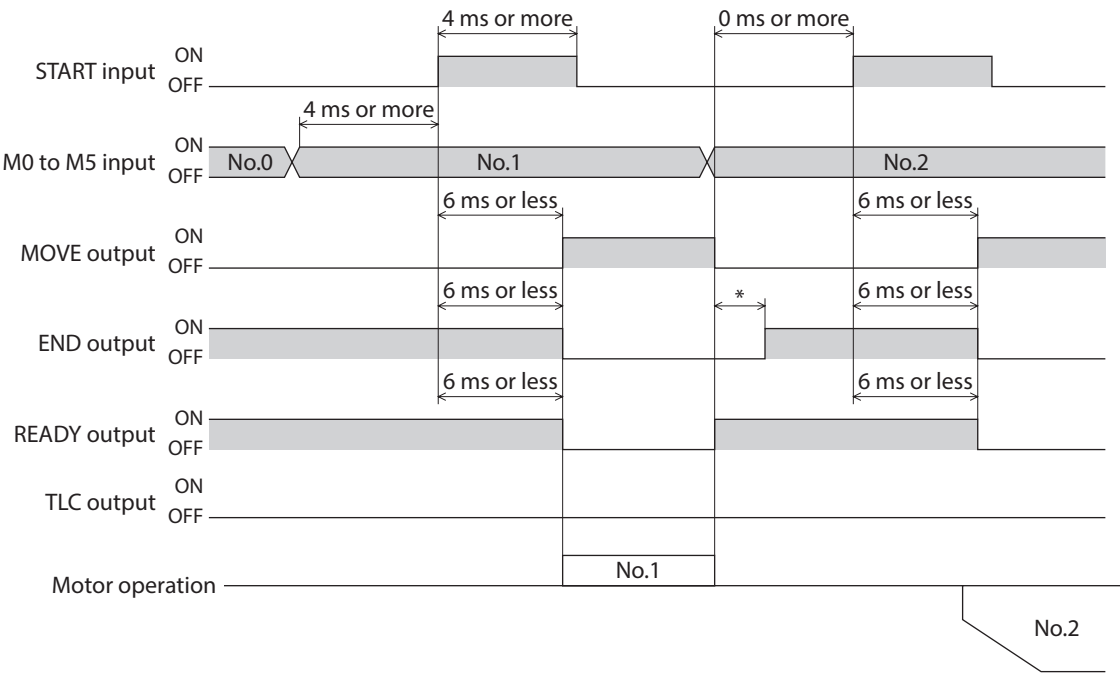 4 ms or more 0 ms or more
START input ON
OFF
4 ms or more
M0 to M5 input ON
OFF No.0 No.1 No.2
6 ms or less 6 ms or less
MOVE output ON
OFF
6 ms or less * 6 ms or less
END output ON
OFF
6 ms or less 6 ms or less
READY output ON
OFF
TLC output ON
OFF
Motor operation No.1
No.2